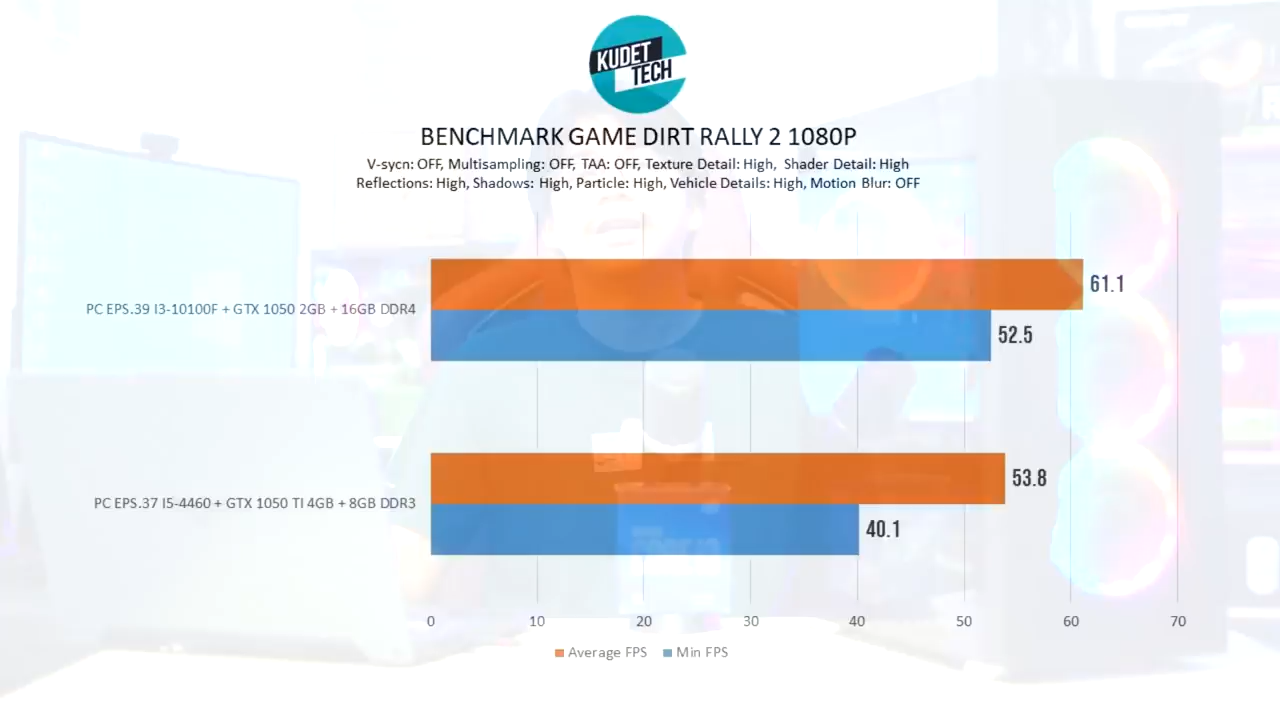 KUDET
TECH
BENCHMARK GAME DIRT RALLY 2 1080P
V-sycn: OFF, Multisampling: OFF, TAA: OFF, Texture Detail: High, Shader Detail: High
Reflections: High, Shadows: High, Particle: High, Vehicle Details: High, Motion Blur: OFF
PC EPS.39 I3-10100F + GTX 1050 2GB + 16GB DDR4
61.1
52.5
PC EPS.37 I5-4460 + GTX 1050 TI 4GB + 8GB DDR3
53.8
40.1
0 10 20 30 40 50 60 70
Average FPS Min FPS